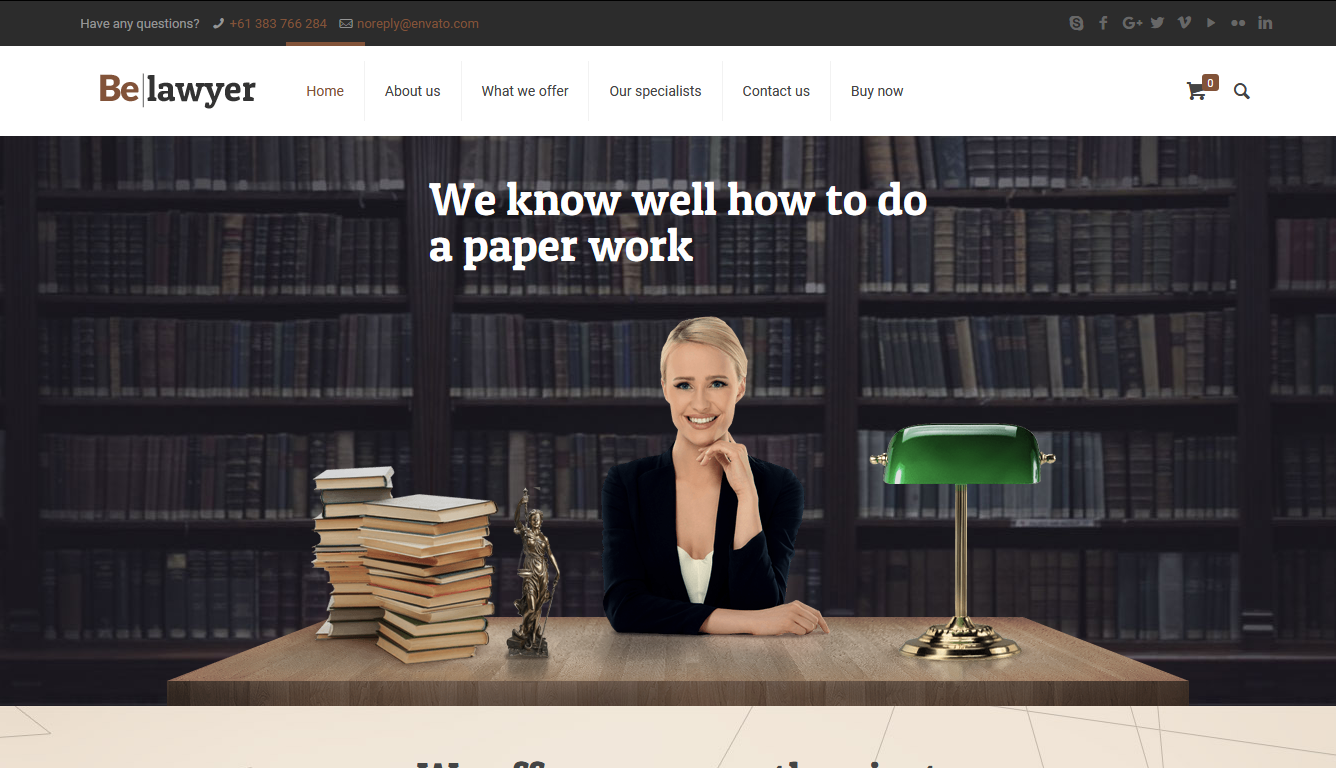 Have any questions? +61 383 766 284 noreply@envato.com
Be|lawyer
Home About us What we offer Our specialists Contact us Buy now
0
We know well how to do
a paper work